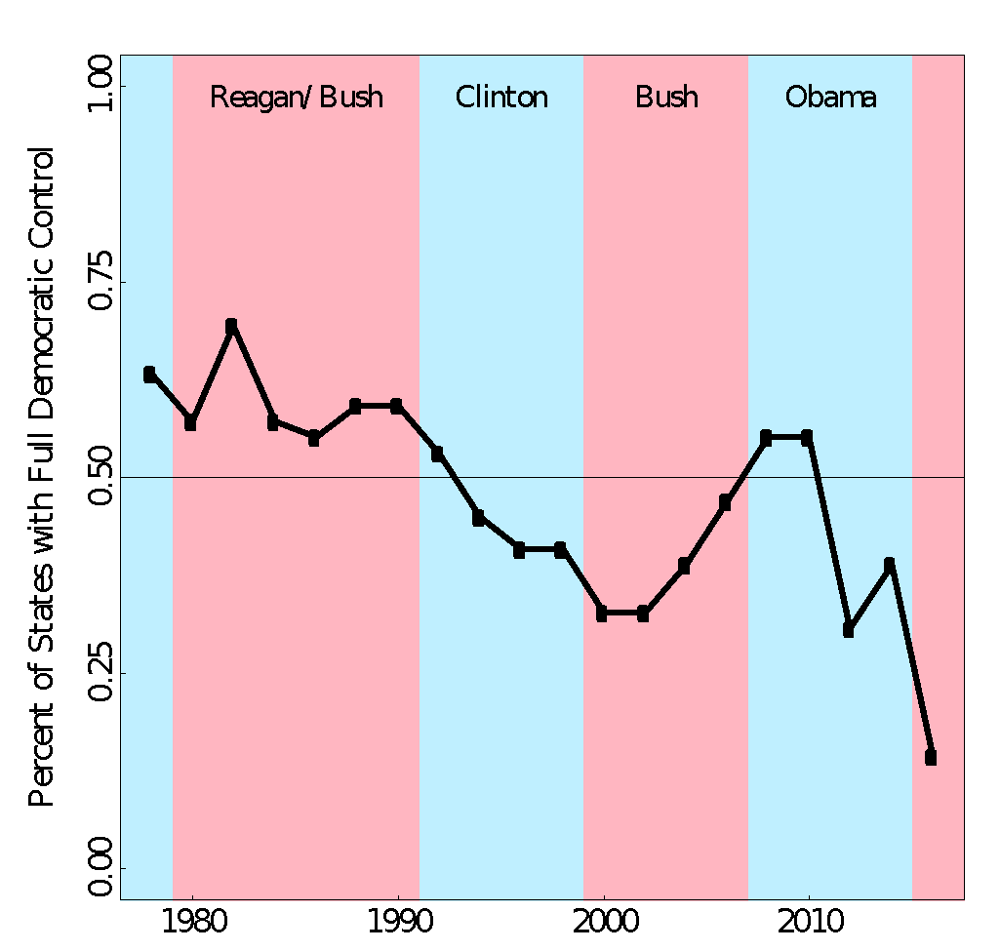 Reagan/ Bush
Clinton
Bush
Obama
Percent of States with Full Democratic Control
1.00
0.75
0.50
0.25
0.00
1980
1990
2000
2010